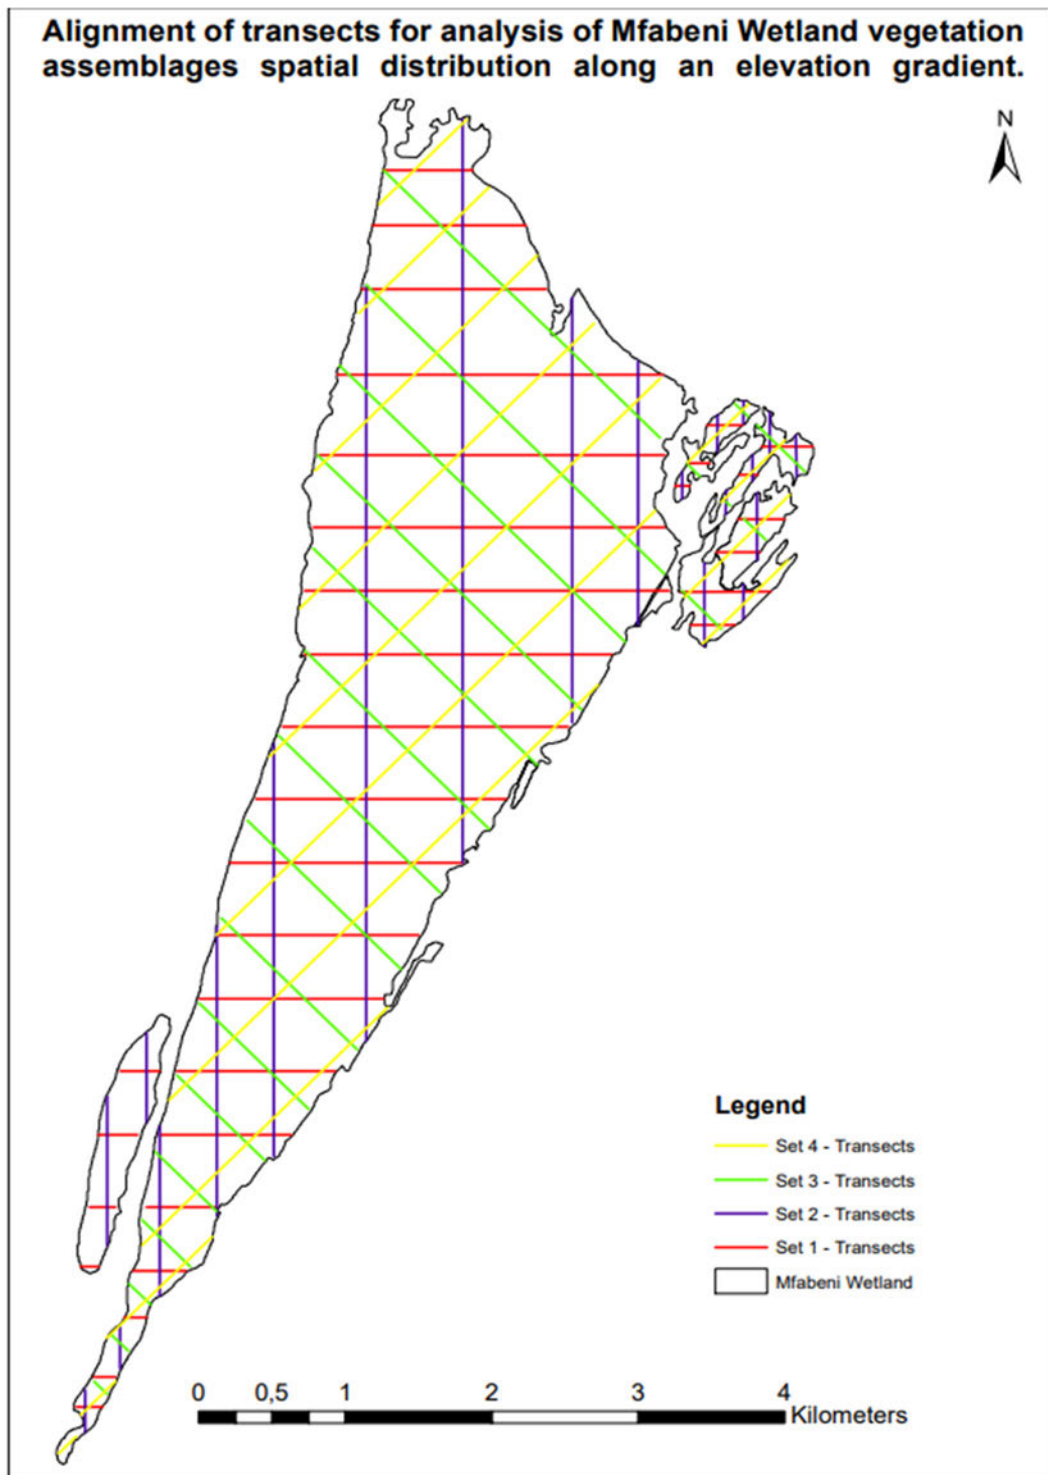 Alignment of transects for analysis of Mfabeni Wetland vegetation
assemblages spatial distribution along an elevation gradient.
N
Legend
Set 4 - Transects
Set 3 - Transects
Set 2 - Transects
Set 1 - Transects
Mfabeni Wetland
0 0,5 1 2 3 4
Kilometers